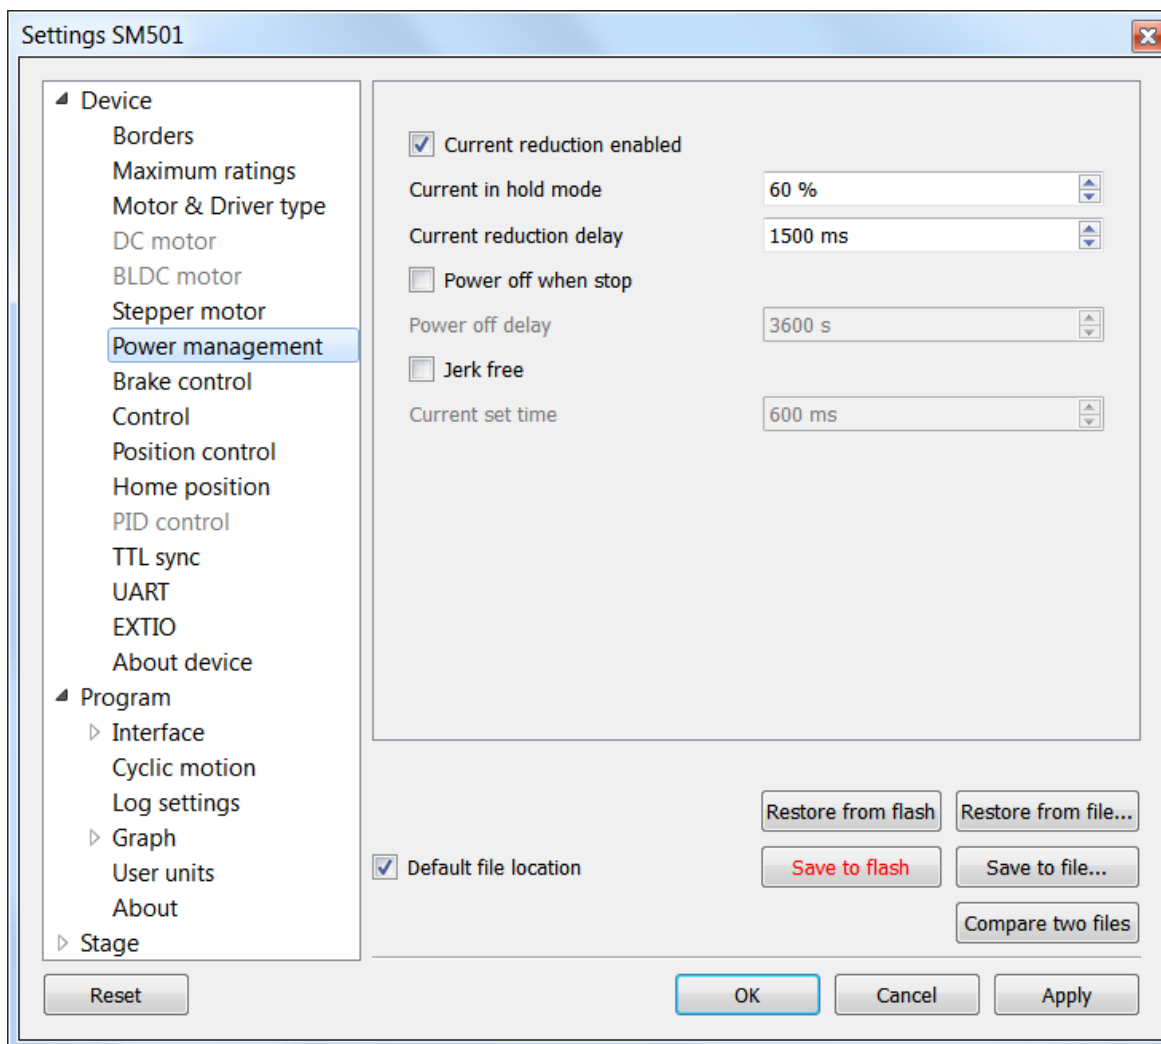 Settings SM501
Device
Borders
Maximum ratings
Motor & Driver type
DC motor
BLDC motor
Stepper motor
Power management
Brake control
Control
Position control
Home position
PID control
TTL sync
UART
EXTIO
About device
Program
Interface
Cyclic motion
Log settings
Graph
User units
About
Stage
Current reduction enabled
Current in hold mode 60 %
Current reduction delay 1500 ms
Power off when stop
Power off delay 3600 s
Jerk free
Current set time 600 ms
Restore from flash Restore from file...
Default file location Save to flash Save to file...
Compare two files
Reset OK Cancel Apply